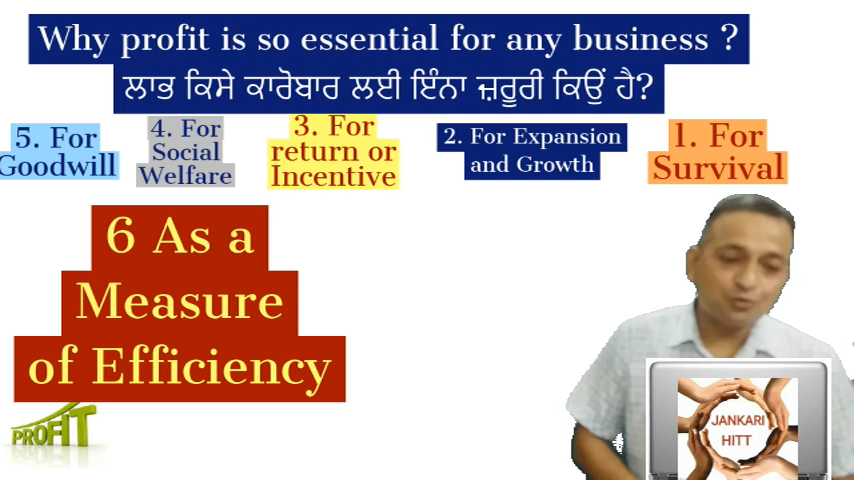 Why profit is so essential for any business ?
ਲਾਭ ਕਿਸੇ ਕਾਰੋਬਾਰ ਲਈ ਇੰਨਾ ਜ਼ਰੂਰੀ ਕਿਉਂ ਹੈ?
5. For
Goodwill
4. For
Social
Welfare
3. For
return or
Incentive
2. For Expansion
and Growth
1. For
Survival
6 As a
Measure
of Efficiency
PROFIT
JANKARI
HITT